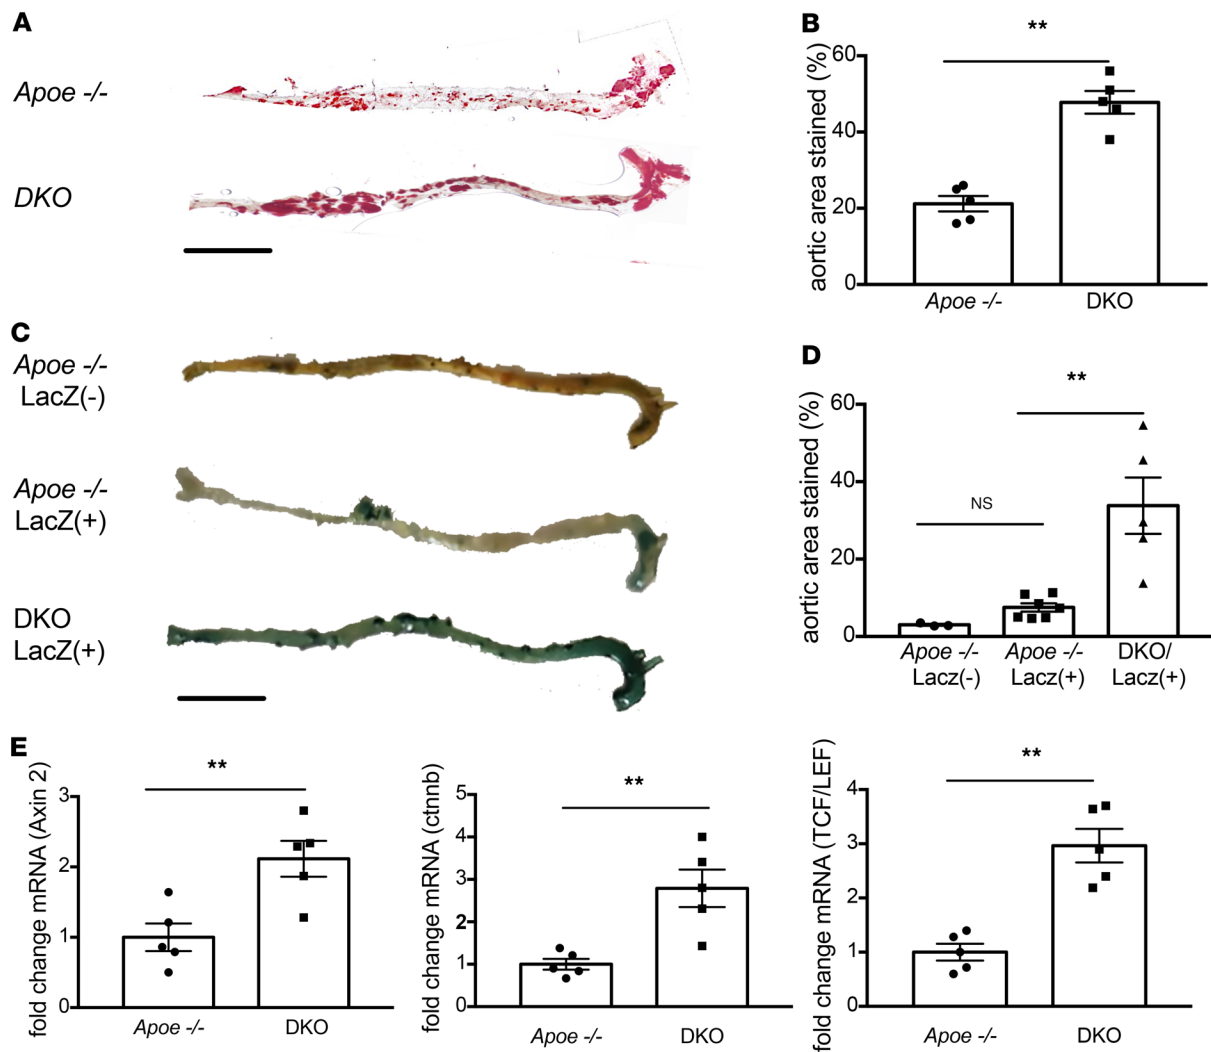 A
Apoe -/-
DKO
B
**
aortic area stained (%)
60
40
20
0
Apoe -/-
DKO
C
Apoe -/-
LacZ(-)
Apoe -/-
LacZ(+)
DKO
LacZ(+)
D
**
NS
aortic area stained (%)
60
40
20
0
Apoe -/-
Lacz(-)
Apoe -/-
Lacz(+)
DKO/
Lacz(+)
E
**
fold change mRNA (Axin 2)
3
2
1
0
Apoe -/-
DKO
**
fold change mRNA (ctnnb)
5
4
3
2
1
0
Apoe -/-
DKO
**
fold change mRNA (TCF/LEF)
4
3
2
1
0
Apoe -/-
DKO